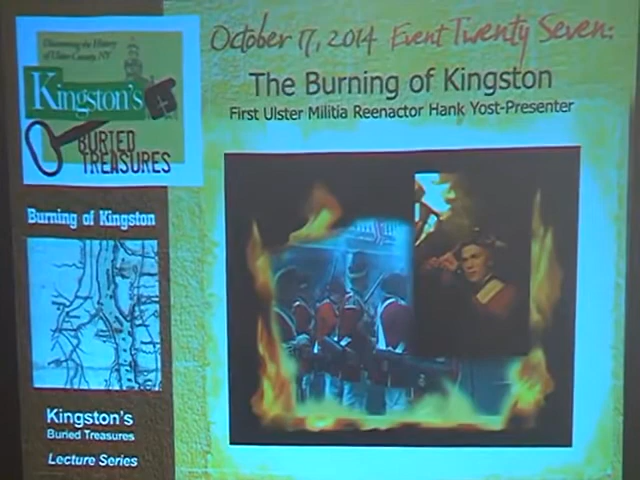 Discovering the History
of Ulster County, NY
Kingston's
BURIED
TREASURES
October 17, 2014 Event Twenty Seven:
The Burning of Kingston
First Ulster Militia Reenactor Hank Yost-Presenter
Burning of Kingston
Kingston's
Buried Treasures
Lecture Series